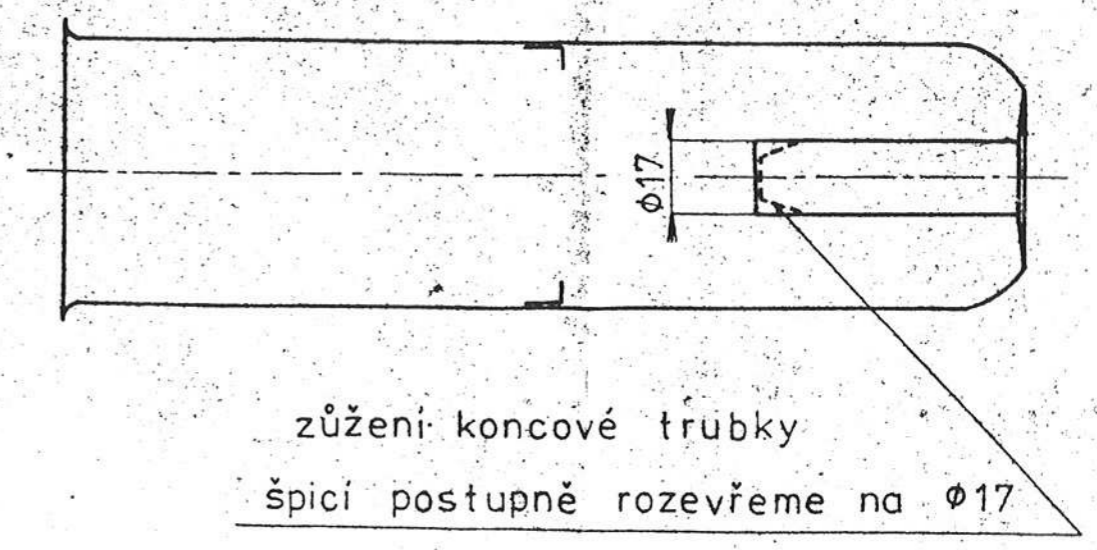 φ17
zůžení koncové trubky
špicí postupně rozevřeme na φ17